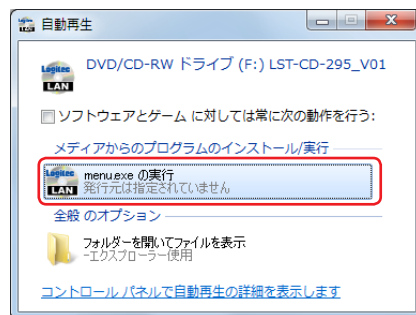 自動再生
DVD/CD-RW ドライブ (F:) LST-CD-295_V01
Logitec
LAN
ソフトウェアとゲーム に対しては常に次の動作を行う:
メディアからのプログラムのインストール/実行
Logitec
LAN
menu.exe の実行
発行元は指定されていません
全般 のオプション
フォルダーを開いてファイルを表示
-エクスプローラー使用
コントロール パネルで自動再生の詳細を表示します